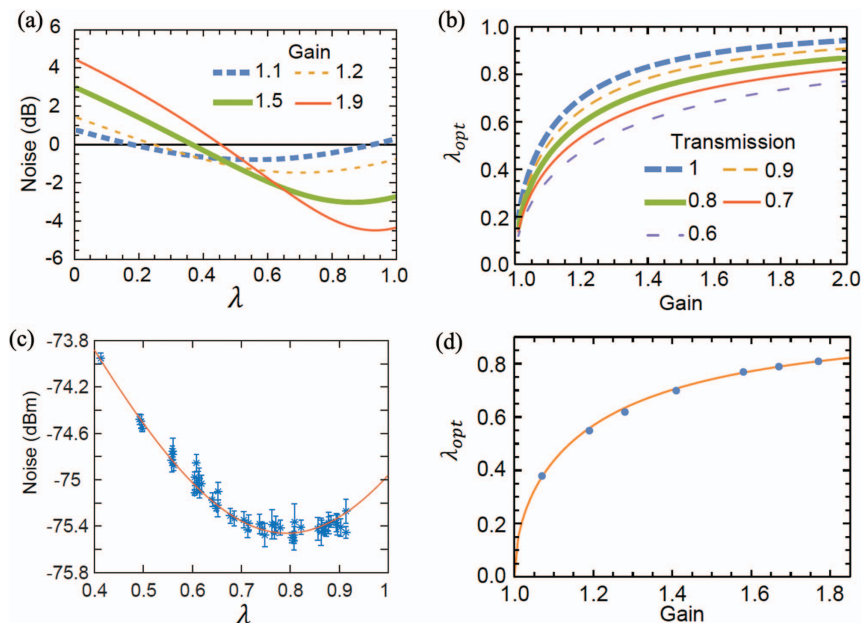 (a)
Gain
1.1 1.2
1.5 1.9
Noise (dB)
4
2
0
-2
-4
-6
0 0.2 0.4 0.6 0.8 1.0
λ
(b)
λopt
1.0
0.8
0.6
0.4
0.2
0.0
Transmission
1 0.9
0.8 0.7
0.6
1.0 1.2 1.4 1.6 1.8 2.0
Gain
(c)
Noise (dBm)
-73.8
-74.2
-74.6
-75
-75.4
-75.8
0.4 0.5 0.6 0.7 0.8 0.9 1
λ
(d)
λopt
0.8
0.6
0.4
0.2
0.0
1.0 1.2 1.4 1.6 1.8
Gain